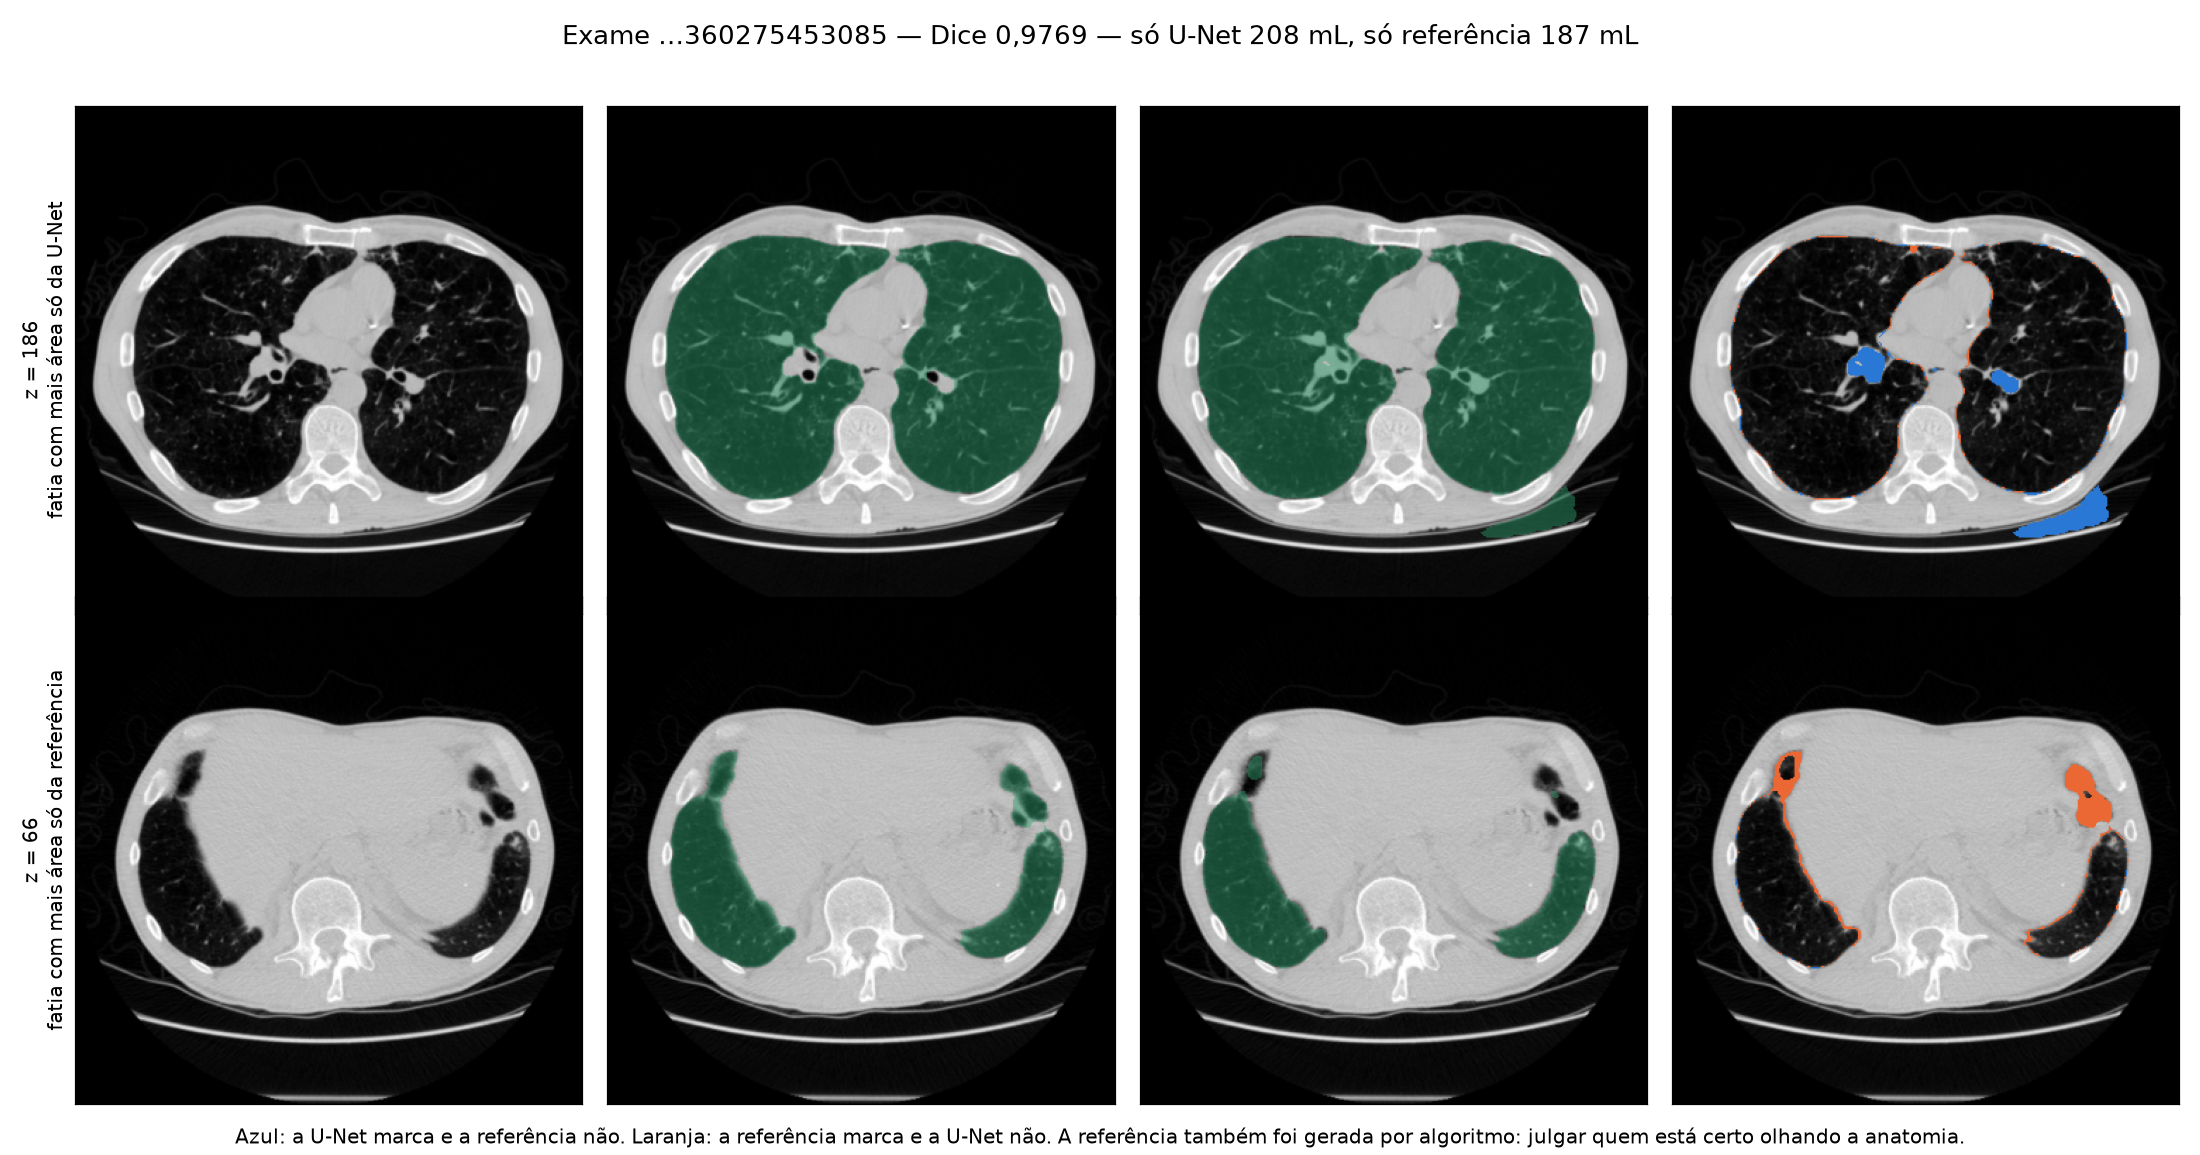 Exame ...360275453085 — Dice 0,9769 — só U-Net 208 mL, só referência 187 mL
z = 186
fatia com mais área só da U-Net
z = 66
fatia com mais área só da referência
Azul: a U-Net marca e a referência não. Laranja: a referência marca e a U-Net não. A referência também foi gerada por algoritmo: julgar quem está certo olhando a anatomia.